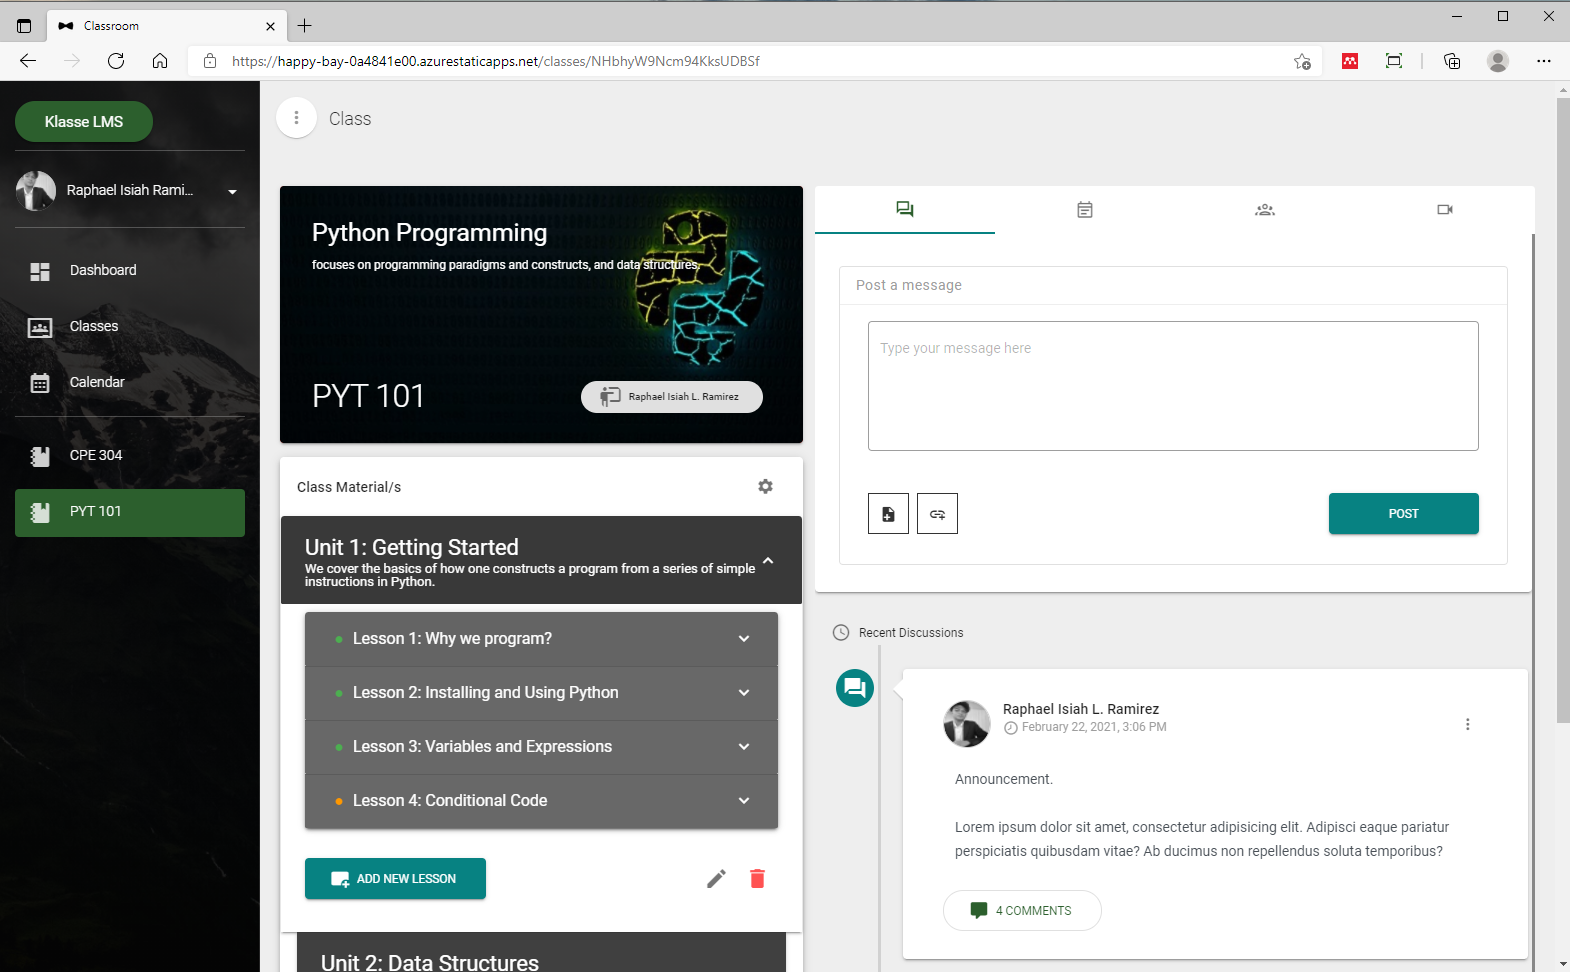 Classroom
https://happy-bay-0a4841e00.azurestaticapps.net/classes/NHbhyW9Ncm94KksUDBSf
Klasse LMS
Raphael Isiah Rami...
Dashboard
Classes
Calendar
CPE 304
PYT 101
Class
Python Programming
focuses on programming paradigms and constructs, and data structures.
PYT 101
Raphael Isiah L. Ramirez
Class Material/s
Unit 1: Getting Started
We cover the basics of how one constructs a program from a series of simple
instructions in Python.
Lesson 1: Why we program?
Lesson 2: Installing and Using Python
Lesson 3: Variables and Expressions
Lesson 4: Conditional Code
ADD NEW LESSON
Unit 2: Data Structures
Post a message
Type your message here
POST
Recent Discussions
Raphael Isiah L. Ramirez
February 22, 2021, 3:06 PM
Announcement.
Lorem ipsum dolor sit amet, consectetur adipisicing elit. Adipisci eaque pariatur
perspiciatis quibusdam vitae? Ab ducimus non repellendus soluta temporibus?
4 COMMENTS